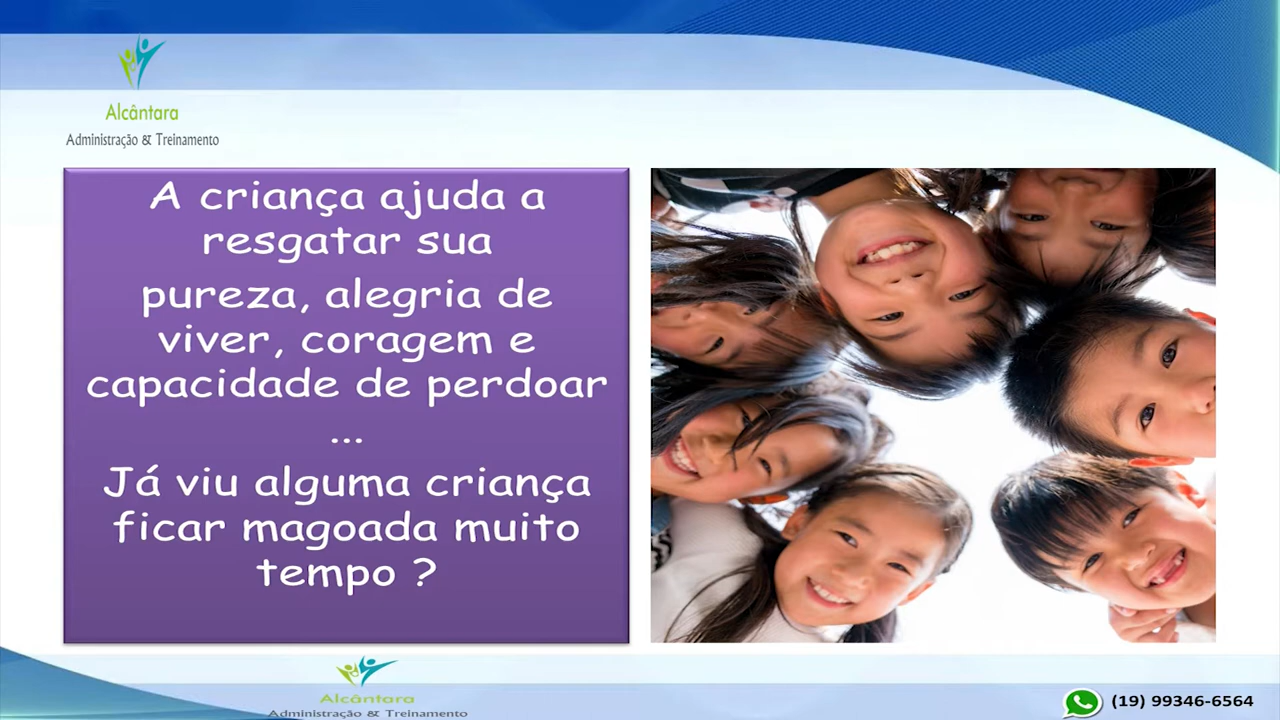 Alcântara
Administração & Treinamento
A criança ajuda a
resgatar sua
pureza, alegria de
viver, coragem e
capacidade de perdoar
...
Já viu alguma criança
ficar magoada muito
tempo ?
Alcântara
Administração & Treinamento
(19) 99346-6564